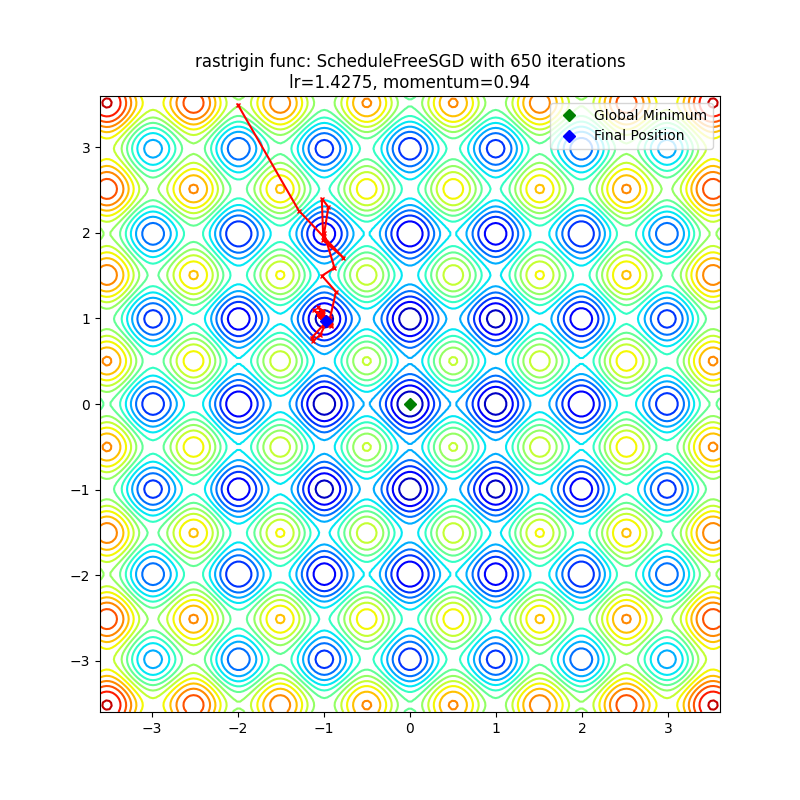 rastrigin func: ScheduleFreeSGD with 650 iterations
lr=1.4275, momentum=0.94
Global Minimum
Final Position
3
2
1
0
−1
−2
−3
−3 −2 −1 0 1 2 3